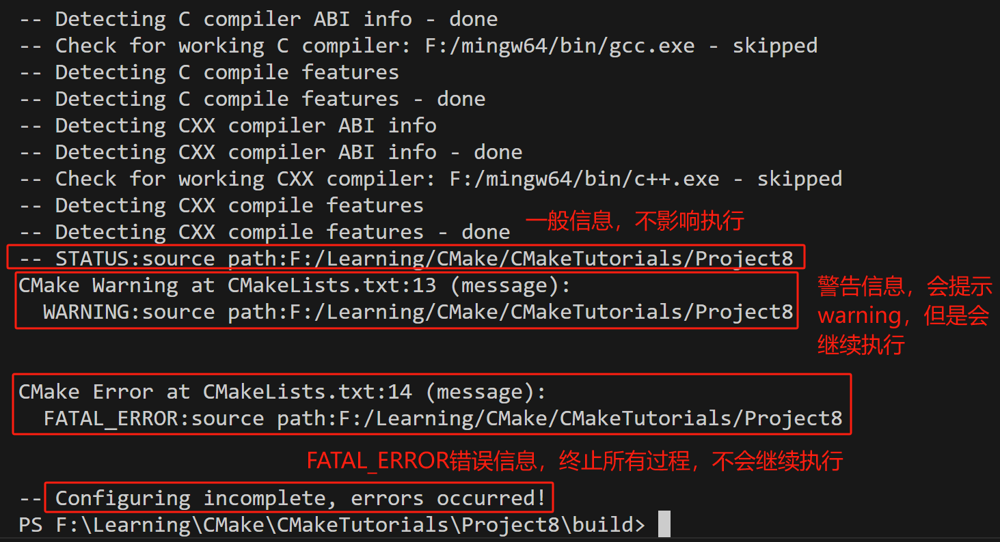 -- Detecting C compiler ABI info - done
-- Check for working C compiler: F:/mingw64/bin/gcc.exe - skipped
-- Detecting C compile features
-- Detecting C compile features - done
-- Detecting CXX compiler ABI info
-- Detecting CXX compiler ABI info - done
-- Check for working CXX compiler: F:/mingw64/bin/c++.exe - skipped
-- Detecting CXX compile features
一般信息，不影响执行
-- Detecting CXX compile features - done
-- STATUS:source path:F:/Learning/CMake/CMakeTutorials/Project8
CMake Warning at CMakeLists.txt:13 (message):
WARNING:source path:F:/Learning/CMake/CMakeTutorials/Project8
警告信息，会提示
warning，但是会
继续执行
CMake Error at CMakeLists.txt:14 (message):
FATAL_ERROR:source path:F:/Learning/CMake/CMakeTutorials/Project8
FATAL_ERROR错误信息，终止所有过程，不会继续执行
-- Configuring incomplete, errors occurred!
PS F:\Learning\CMake\CMakeTutorials\Project8\build>